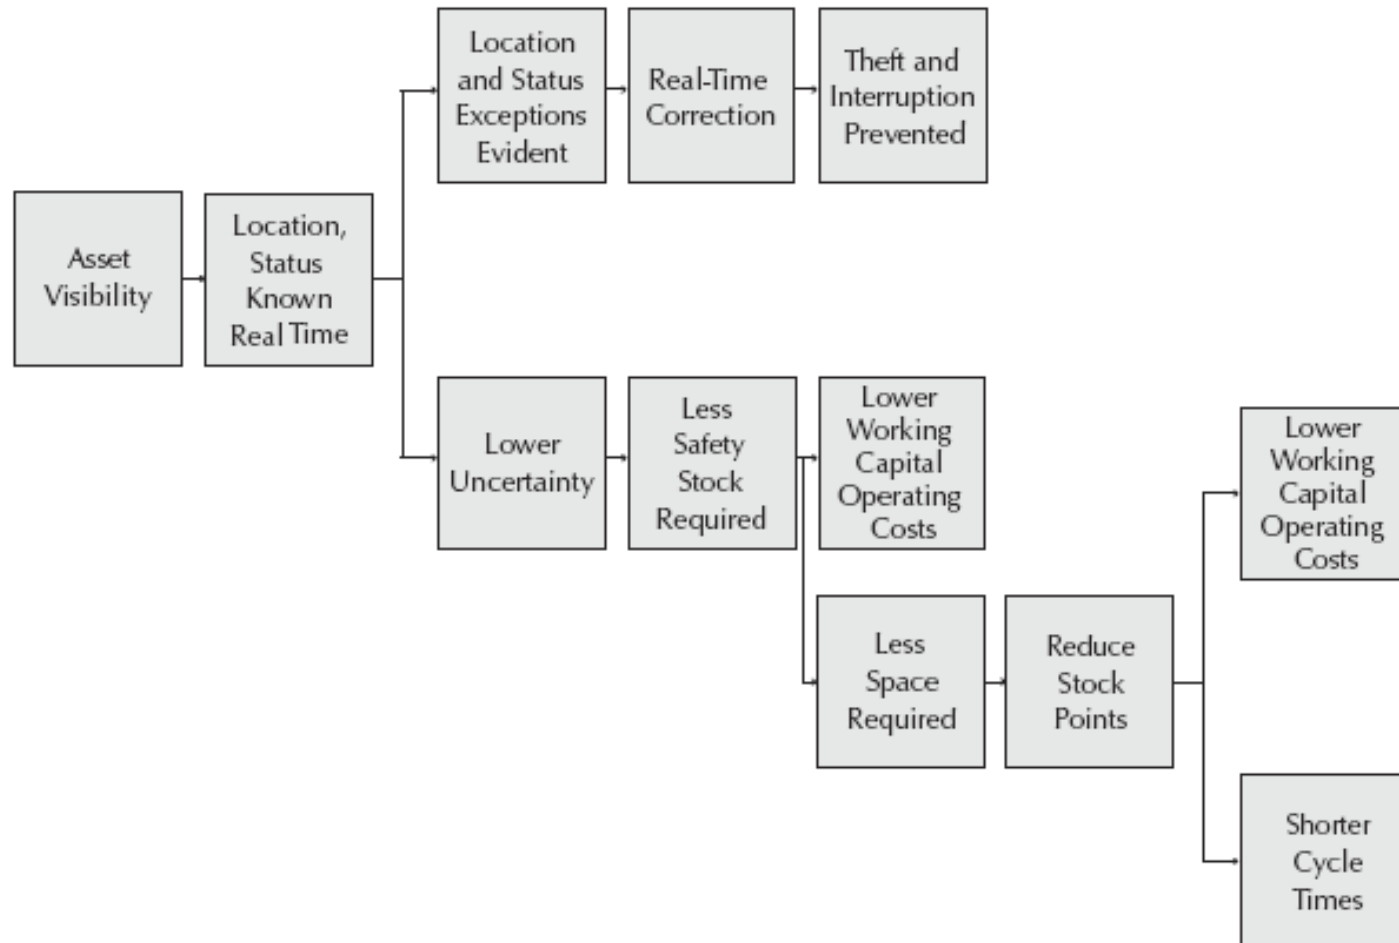 Asset
Visibility
Location,
Status
Known
Real Time
Location
and Status
Exceptions
Evident
Real-Time
Correction
Theft and
Interruption
Prevented
Lower
Uncertainty
Less
Safety
Stock
Required
Lower
Working
Capital
Operating
Costs
Less
Space
Required
Reduce
Stock
Points
Lower
Working
Capital
Operating
Costs
Shorter
Cycle
Times